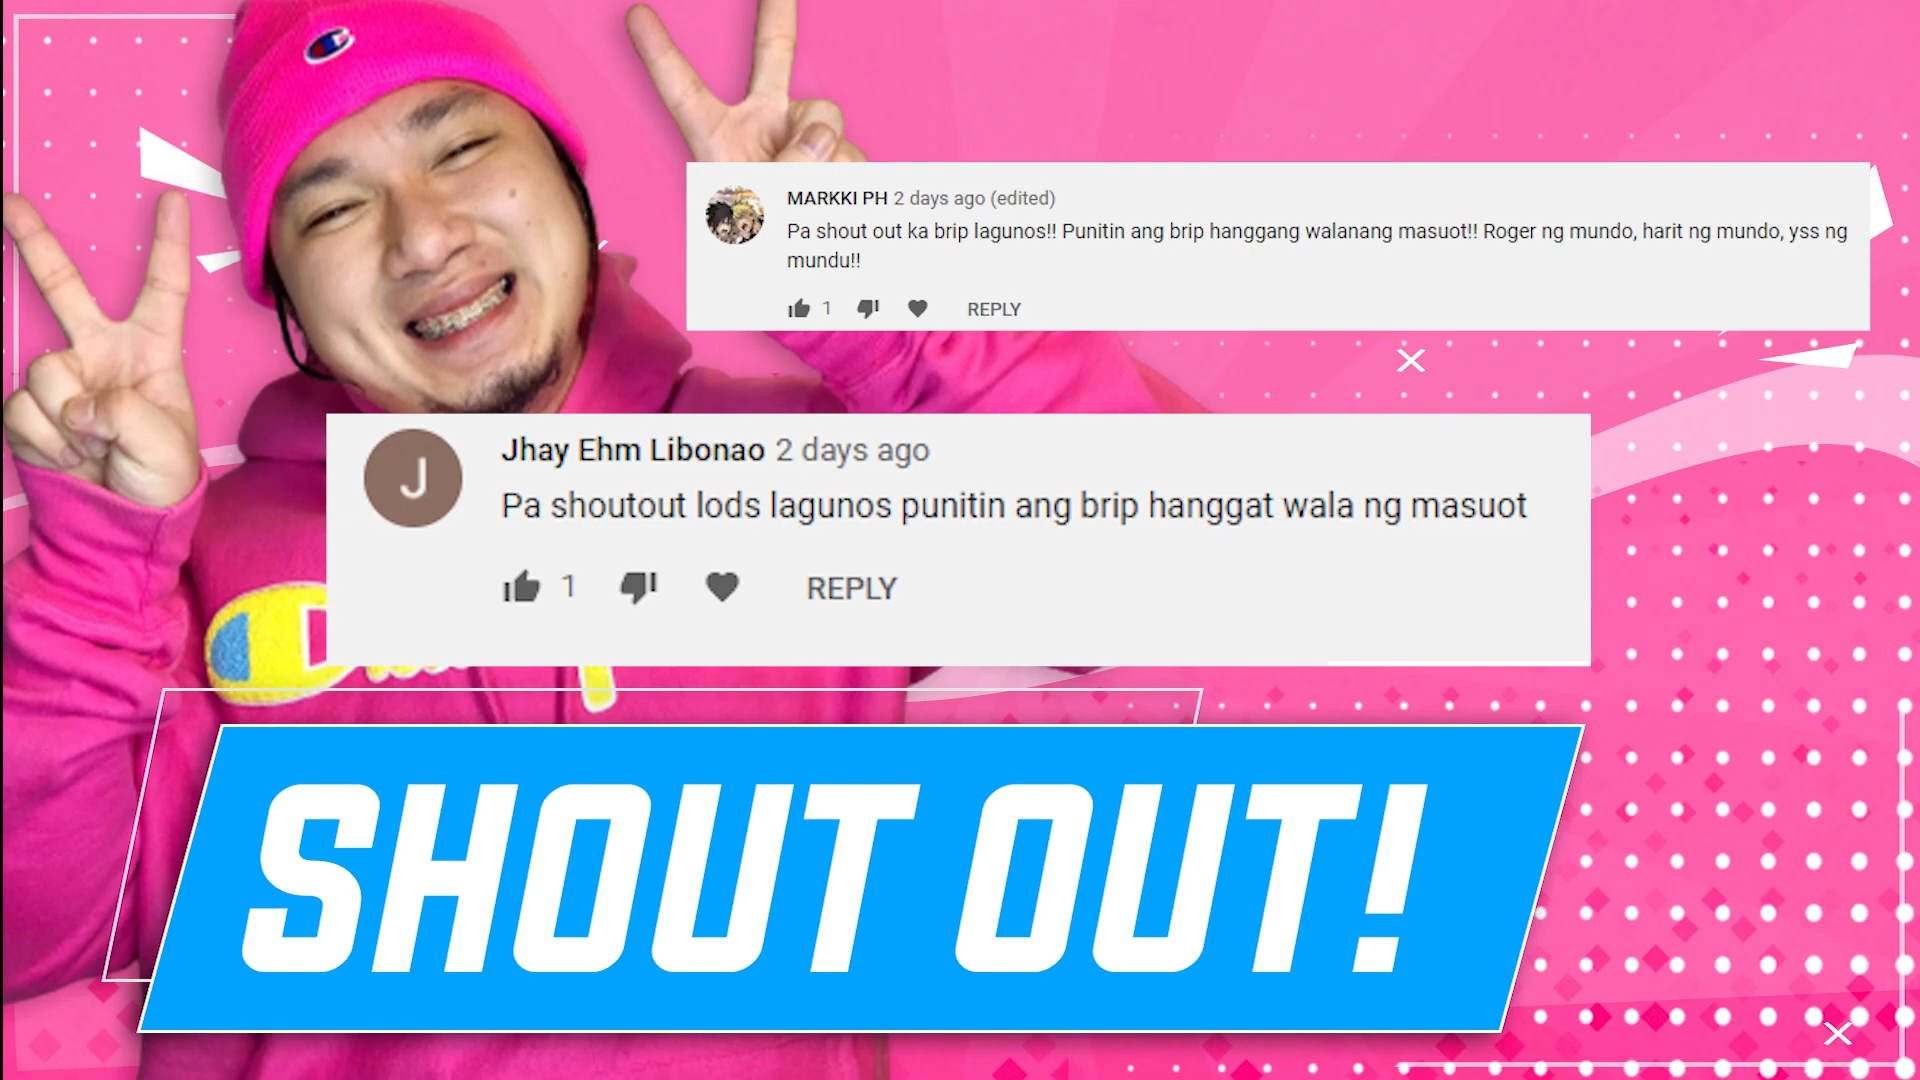 MARKKI PH 2 days ago (edited)
Pa shout out ka brip lagunos!! Punitin ang brip hanggang walanang masuot!! Roger ng mundo, harit ng mundo, yss ng
mundu!!
1 REPLY
J
Jhay Ehm Libonao 2 days ago
Pa shoutout lods lagunos punitin ang brip hanggat wala ng masuot
1 REPLY
SHOUT OUT!